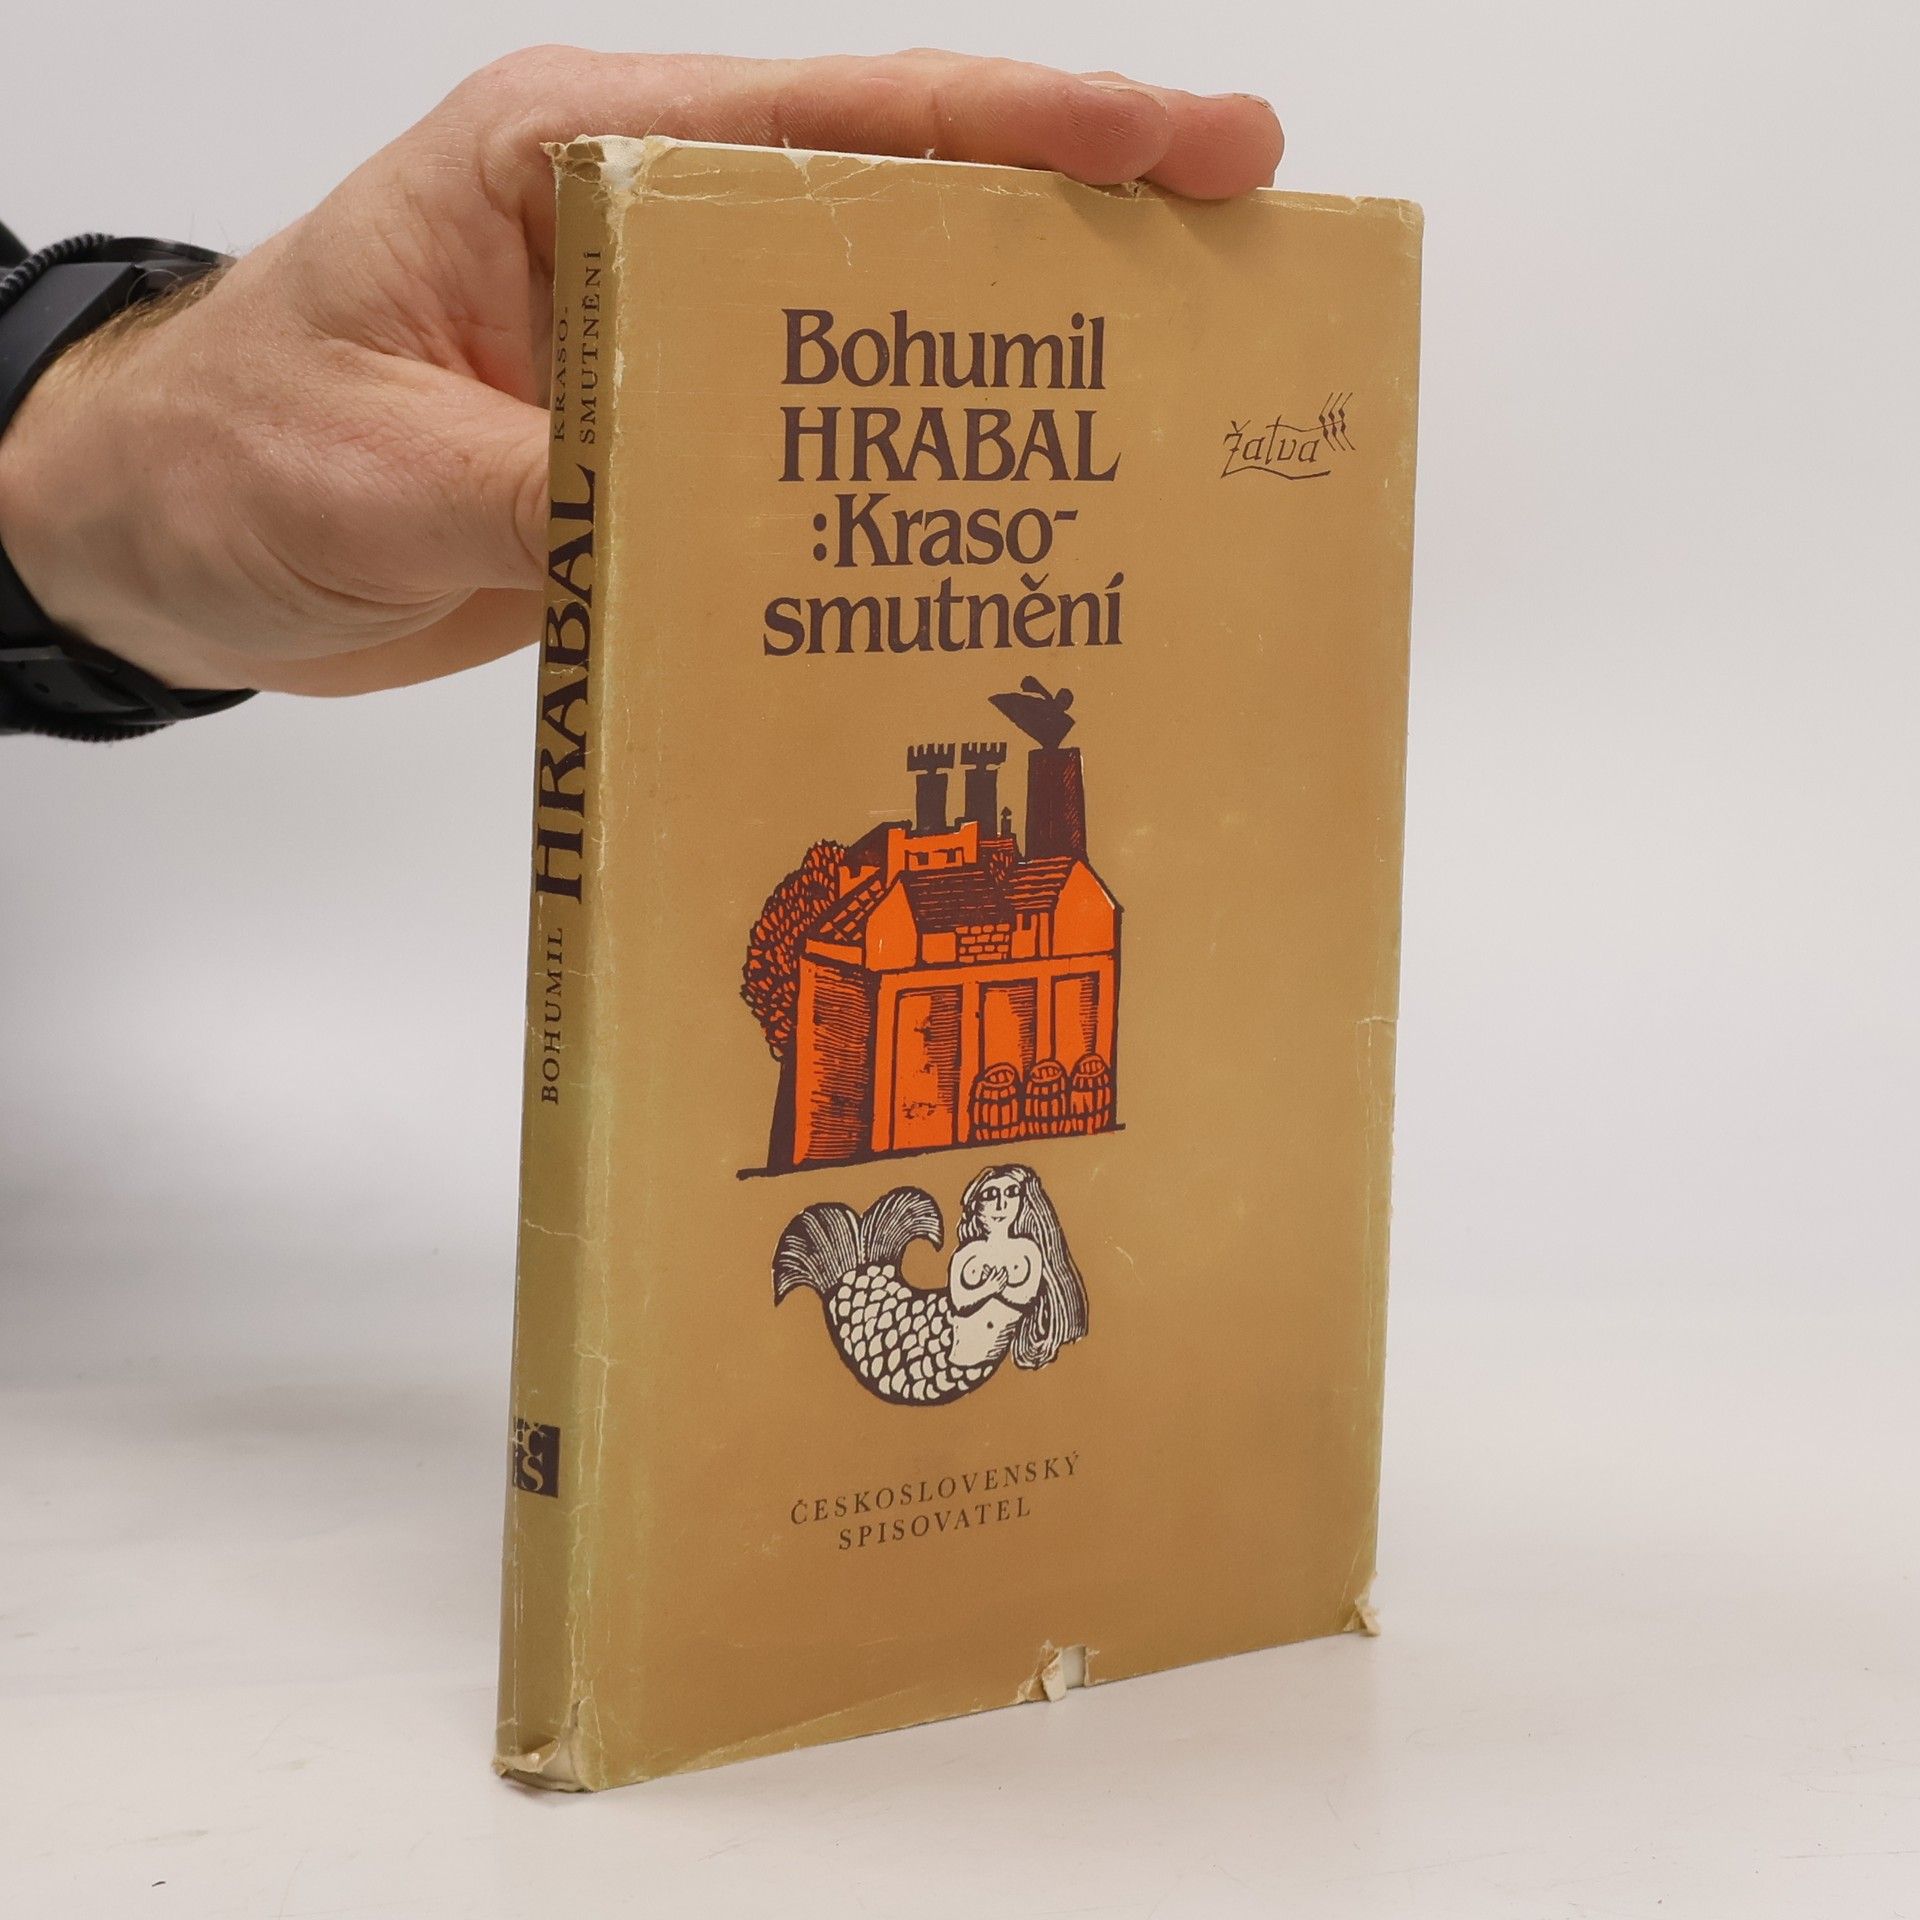 Bohumil
HRABAL
:Kraso-
smutnění
žatva
ČESKOSLOVENSKÝ
SPISOVATEL
BOHUMIL HRABAL KRASO-
SMUTNĚNÍ
ČS